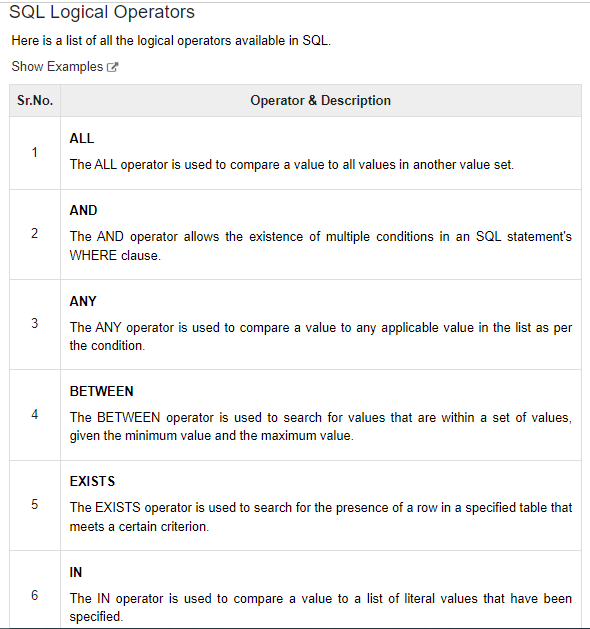 SQL Logical Operators
Here is a list of all the logical operators available in SQL.
Show Examples
Sr.No.
Operator & Description
1
ALL
The ALL operator is used to compare a value to all values in another value set.
2
AND
The AND operator allows the existence of multiple conditions in an SQL statement's
WHERE clause.
3
ANY
The ANY operator is used to compare a value to any applicable value in the list as per
the condition.
4
BETWEEN
The BETWEEN operator is used to search for values that are within a set of values,
given the minimum value and the maximum value.
5
EXISTS
The EXISTS operator is used to search for the presence of a row in a specified table that
meets a certain criterion.
6
IN
The IN operator is used to compare a value to a list of literal values that have been
specified.